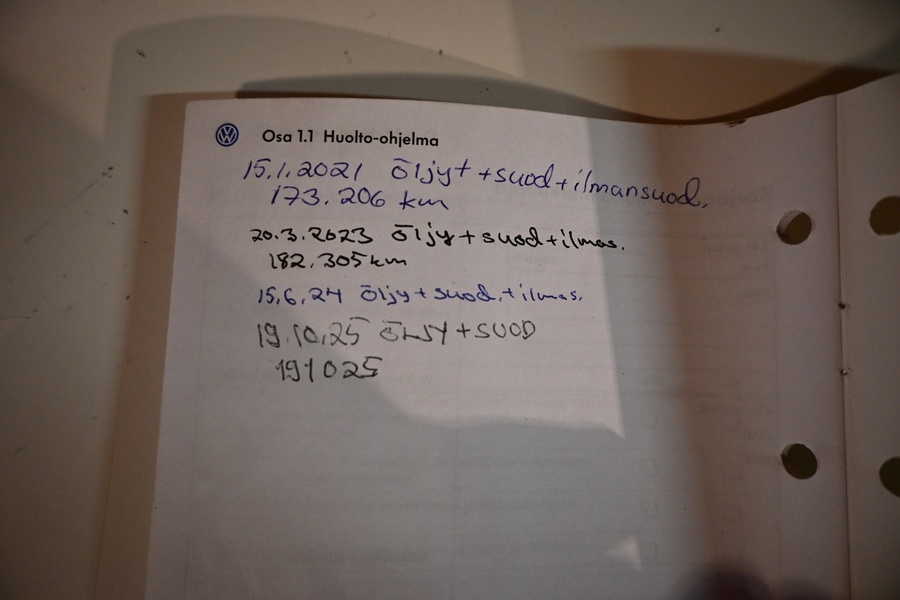 Osa 1.1 Huolto-ohjelma
15.1.2021 öljyt + suod + ilmansuod.
173.206 km
20.3.2023 öljy + suod + ilmas.
182.305 km
15.6.24 öljy + suod. + ilmas.
19.10.25 ÖLJY + SUOD
191025